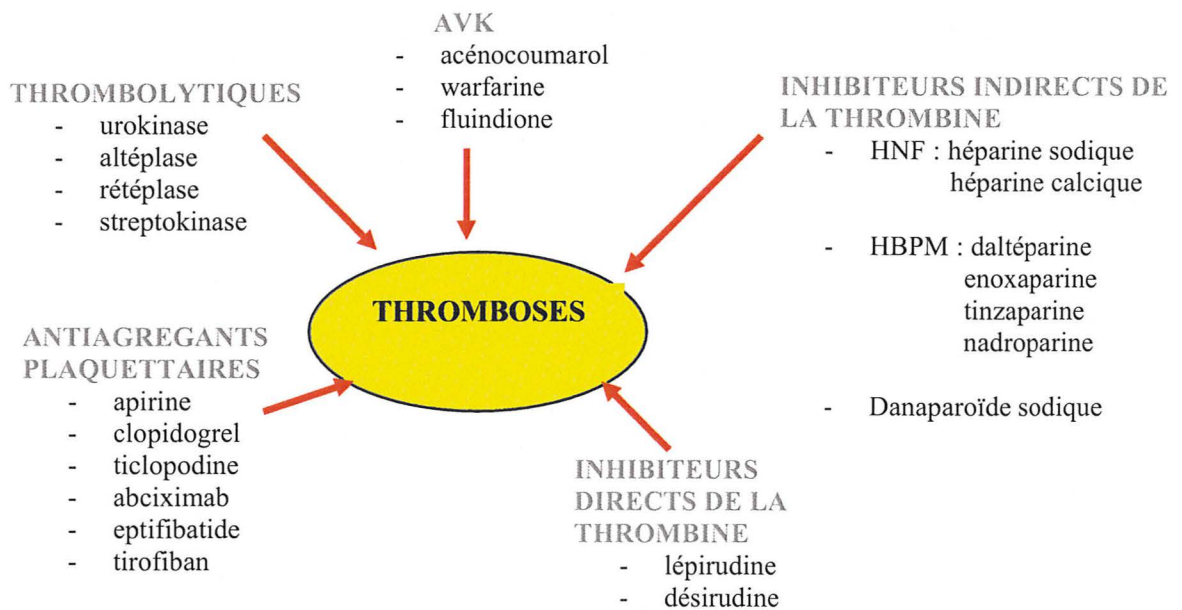 AVK
- acénocoumarol
- warfarine
- fluindione
THROMBOLYTIQUES
- urokinase
- altéplase
- rétéplase
- streptokinase
INHIBITEURS INDIRECTS DE
LA THROMBINE
- HNF : héparine sodique
héparine calcique
- HBPM : daltéparine
enoxaparine
tinzaparine
nadroparine
- Danaparoïde sodique
THROMBOSES
ANTIAGREGANTS
PLAQUETTAIRES
- apirine
- clopidogrel
- ticlopodine
- abciximab
- eptifibatide
- tirofiban
INHIBITEURS
DIRECTS DE LA
THROMBINE
- lépirudine
- désirudine